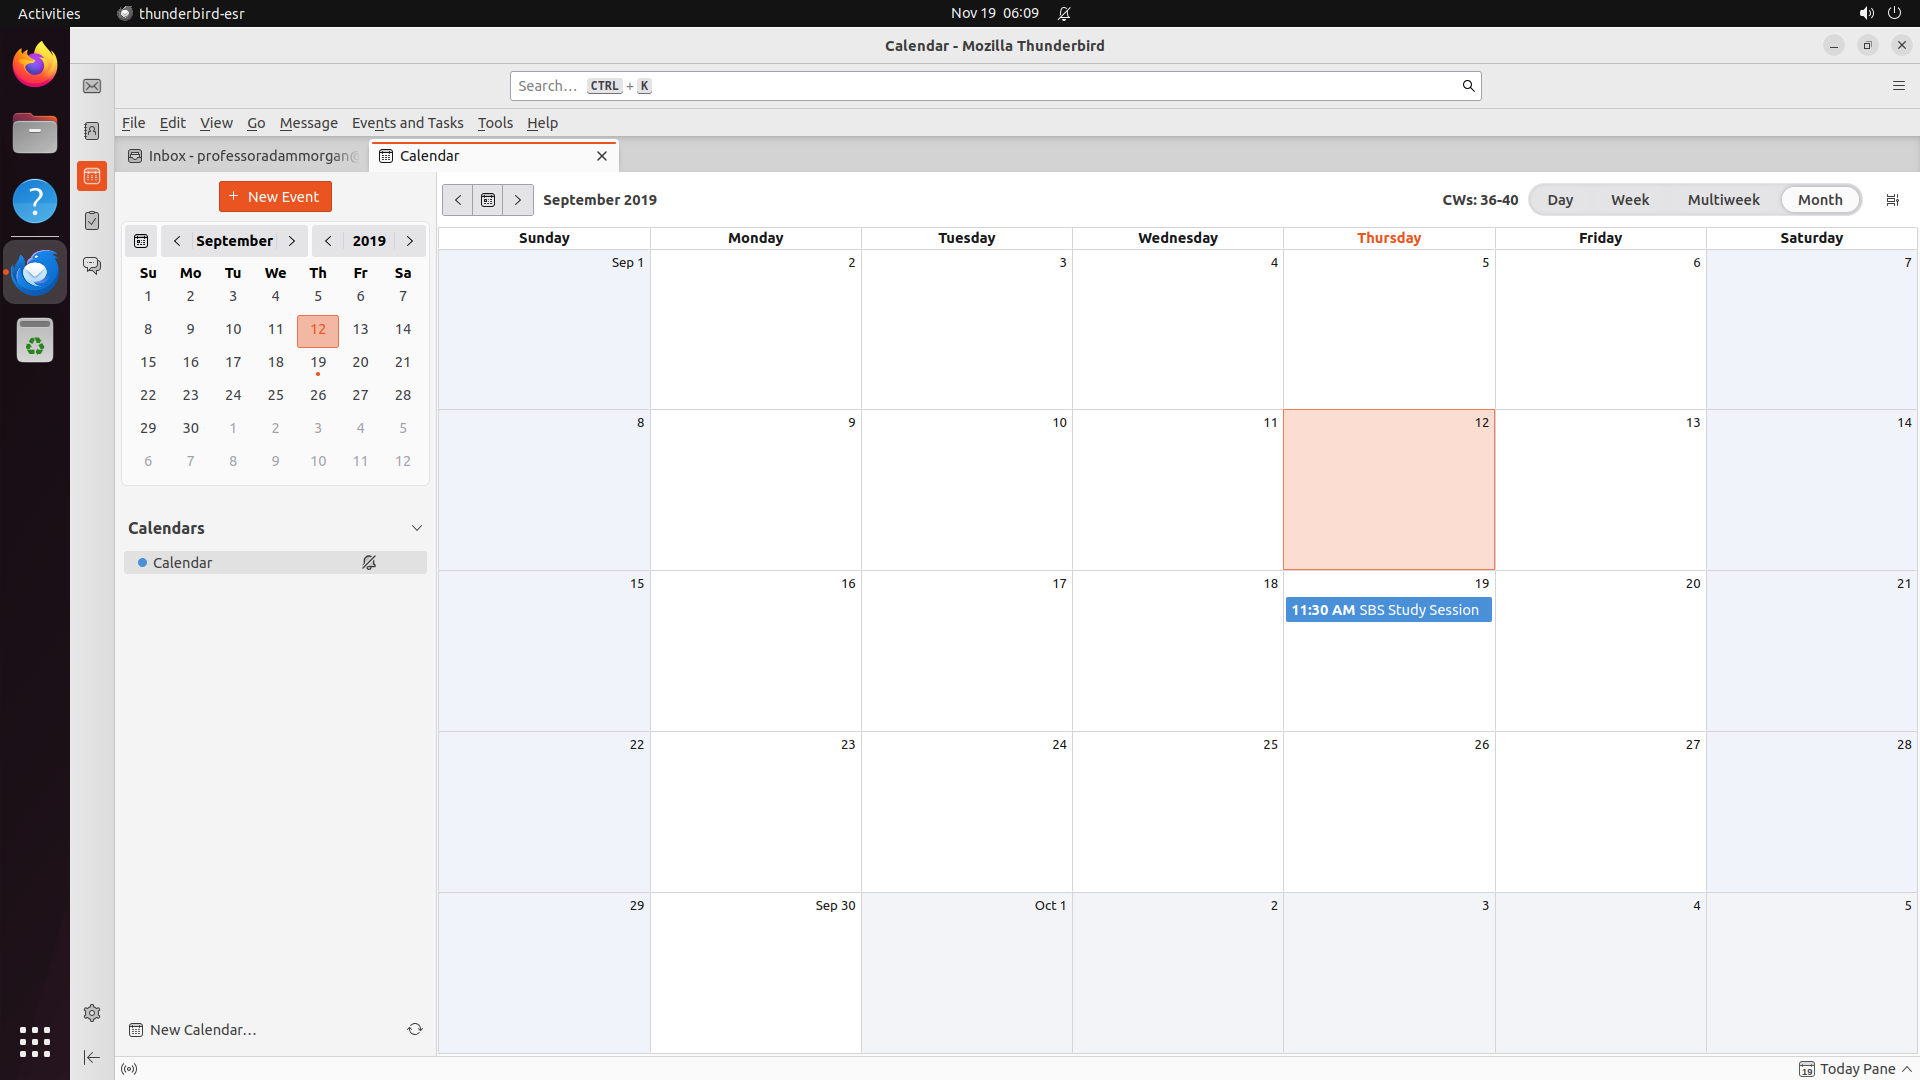 Activities thunderbird-esr Nov 19 06:09
Calendar - Mozilla Thunderbird
Search… CTRL + K
File Edit View Go Message Events and Tasks Tools Help
Inbox - professoradammorgan@ Calendar
+ New Event
September 2019 CWs: 36-40 Day Week Multiweek Month
September 2019
Su Mo Tu We Th Fr Sa
1 2 3 4 5 6 7
8 9 10 11 12 13 14
15 16 17 18 19 20 21
22 23 24 25 26 27 28
29 30 1 2 3 4 5
6 7 8 9 10 11 12
Calendars
Calendar
New Calendar…
Sunday Monday Tuesday Wednesday Thursday Friday Saturday
Sep 1 2 3 4 5 6 7
8 9 10 11 12 13 14
15 16 17 18 19 20 21
11:30 AM SBS Study Session
22 23 24 25 26 27 28
29 Sep 30 Oct 1 2 3 4 5
19 Today Pane